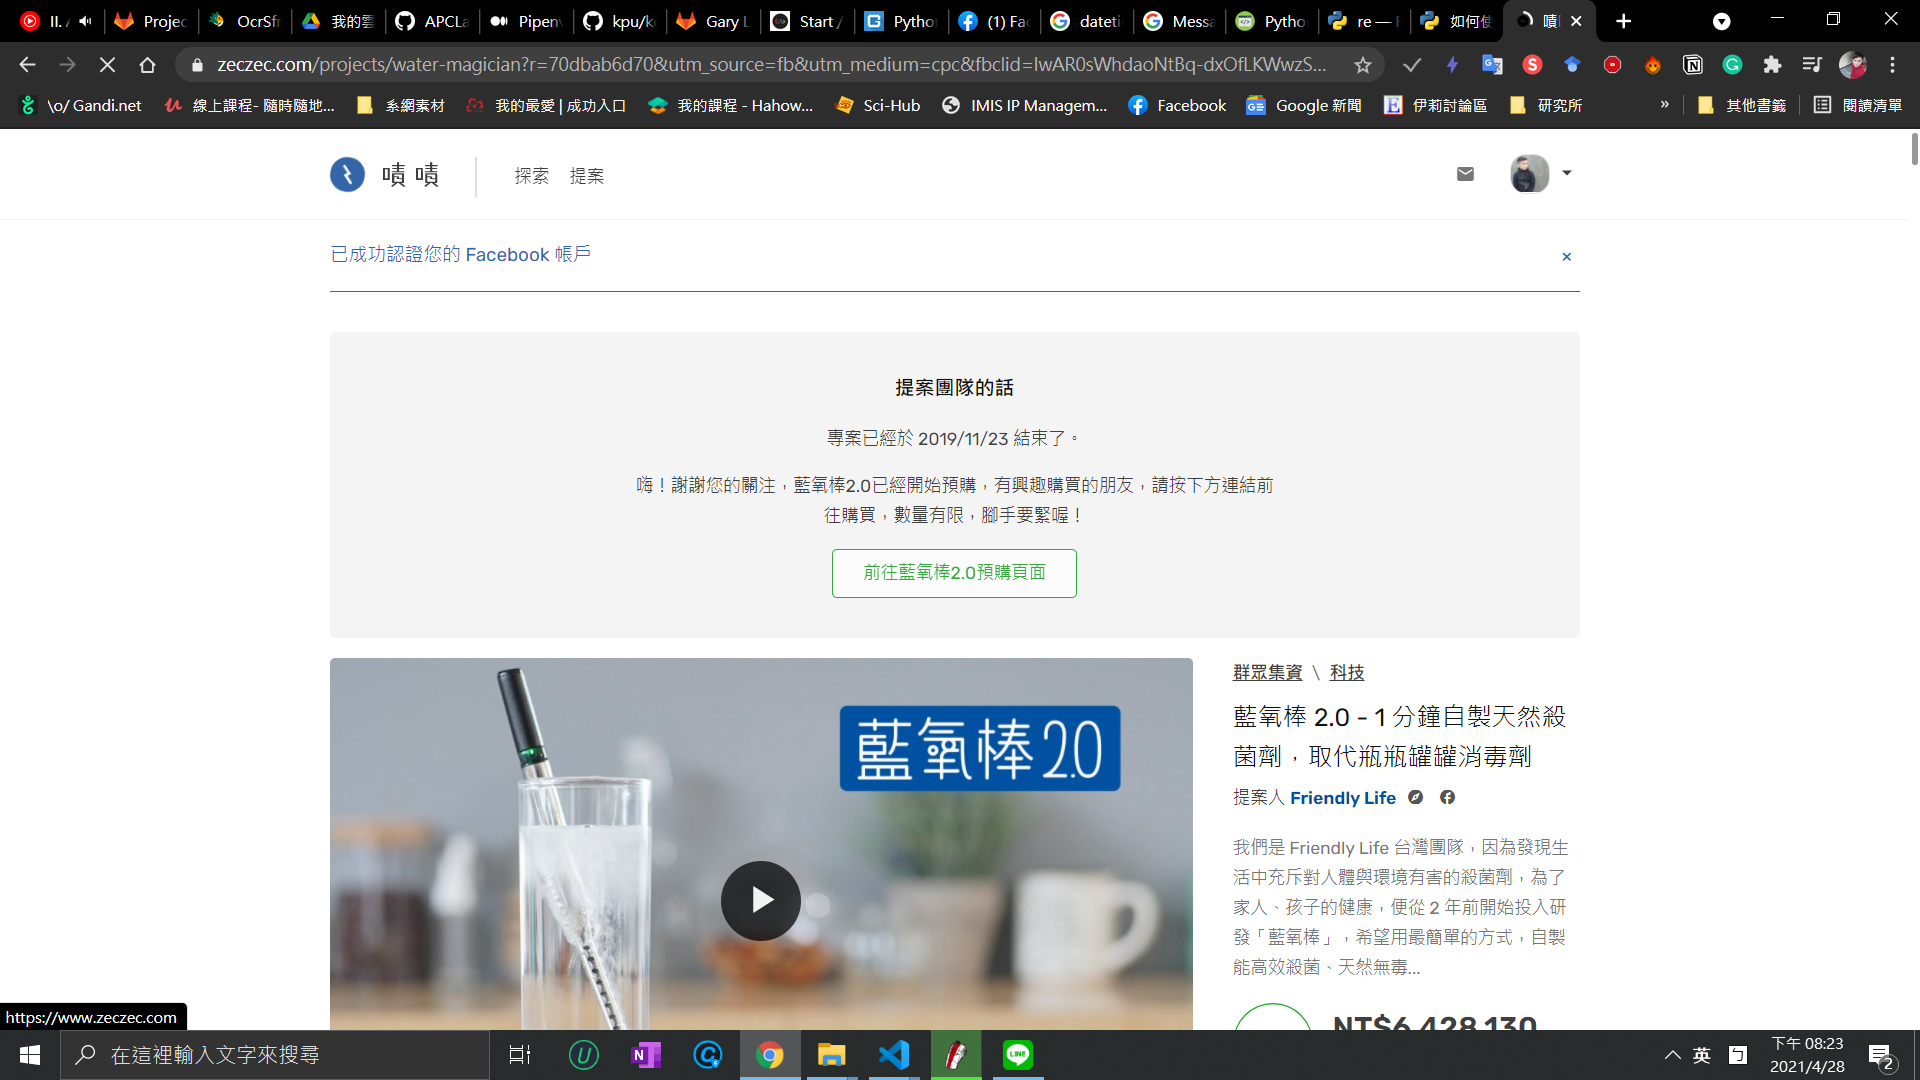 II. A
Projec
OcrSfr
我的雲
APCLa
Pipenv
kpu/k
Gary L
Start /
Pytho
(1) Fac
dateti
Messa
Pytho
re — R
如何使
嘖
zeczec.com/projects/water-magician?r=70dbab6d70&utm_source=fb&utm_medium=cpc&fbclid=IwAR0sWhdaoNtBq-dxOfLKWwzS...
\o/ Gandi.net
線上課程- 隨時隨地...
系網素材
我的最愛 | 成功入口
我的課程 - Hahow...
Sci-Hub
IMIS IP Managem...
Facebook
Google 新聞
伊莉討論區
研究所
»
其他書籤
閱讀清單
嘖嘖
探索
提案
已成功認證您的 Facebook 帳戶
×
提案團隊的話
專案已經於 2019/11/23 結束了。
嗨！謝謝您的關注，藍氧棒2.0已經開始預購，有興趣購買的朋友，請按下方連結前
往購買，數量有限，腳手要緊喔！
前往藍氧棒2.0預購頁面
藍氧棒2.0
群眾集資 \ 科技
藍氧棒 2.0 - 1 分鐘自製天然殺
菌劑，取代瓶瓶罐罐消毒劑
提案人 Friendly Life
我們是 Friendly Life 台灣團隊，因為發現生
活中充斥對人體與環境有害的殺菌劑，為了
家人、孩子的健康，便從 2 年前開始投入研
發「藍氧棒」，希望用最簡單的方式，自製
能高效殺菌、天然無毒...
NT$6,428,130
https://www.zeczec.com
在這裡輸入文字來搜尋
英
下午 08:23
2021/4/28
2